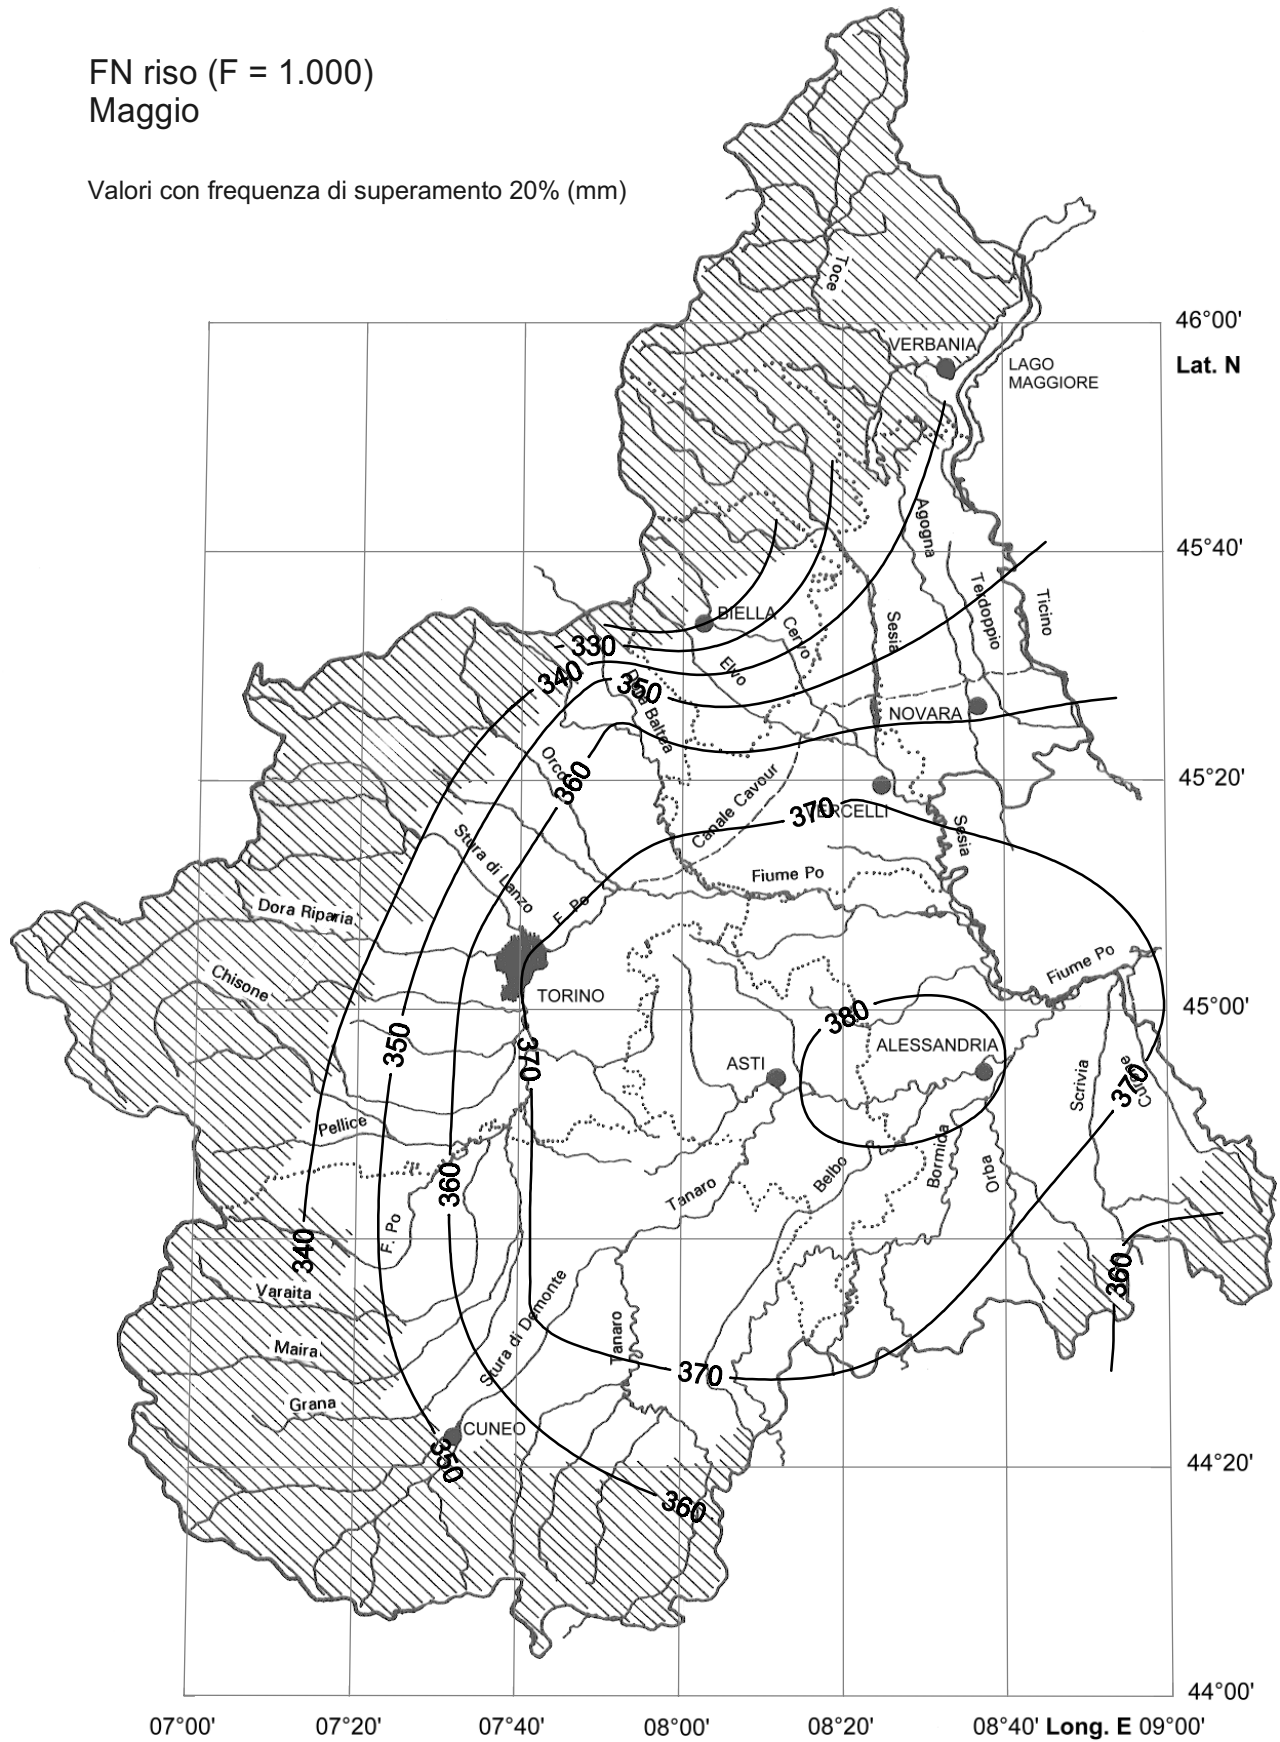 FN riso (F = 1.000)
Maggio
Valori con frequenza di superamento 20% (mm)
Toce
46°00'
VERBANIA
Lat. N
LAGO
MAGGIORE
Agogna
45°40'
Terdoppio
Ticino
BIELLA
Cervo
Sesia
330
340
350
Elvo
Dora Baltea
NOVARA
Orco
360
45°20'
Canale Cavour
370
VERCELLI
Sesia
Stura di Lanzo
Fiume Po
F. Po
Dora Riparia
Chisone
Fiume Po
TORINO
45°00'
380
350
370
ALESSANDRIA
ASTI
Scrivia
Curone
370
Pellice
360
Tanaro
Belbo
Bormida
Orba
F. Po
340
360
Varaita
Stura di Demonte
Tanaro
Maira
370
Grana
CUNEO
350
44°20'
360
44°00'
07°00'
07°20'
07°40'
08°00'
08°20'
08°40' Long. E 09°00'